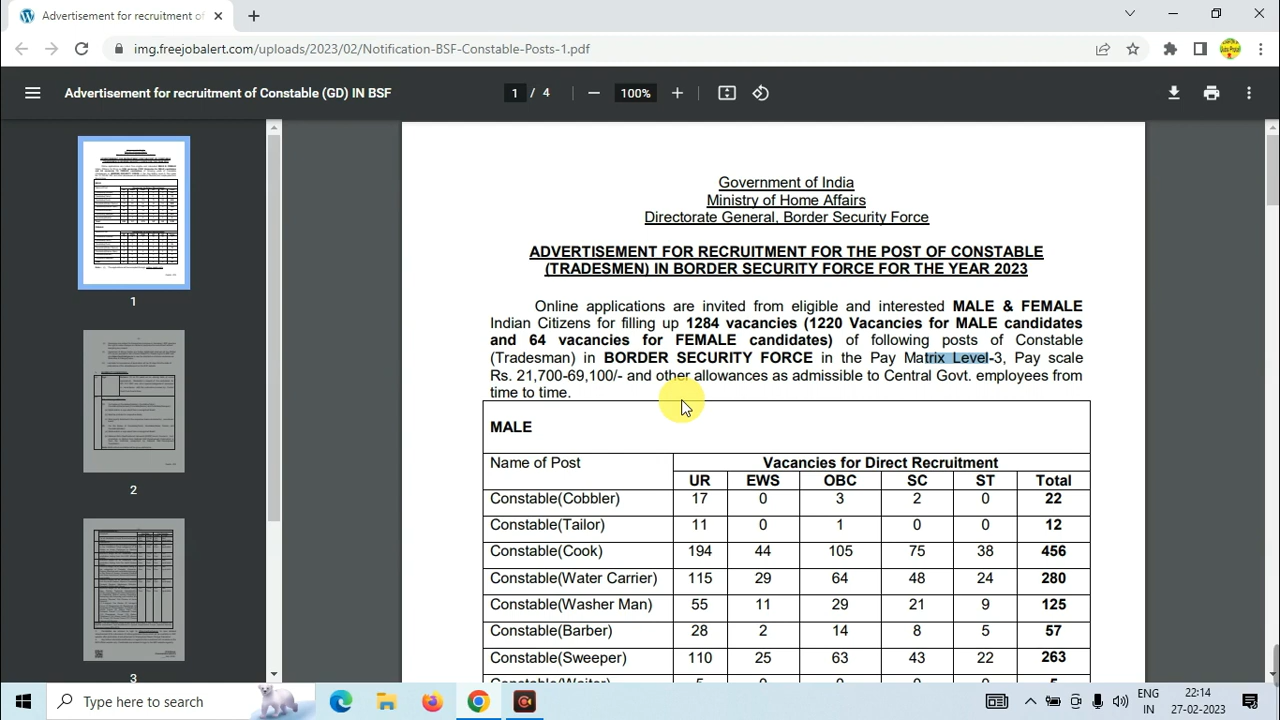 Advertisement for recruitment of
img.freejobalert.com/uploads/2023/02/Notification-BSF-Constable-Posts-1.pdf
Advertisement for recruitment of Constable (GD) IN BSF
1 / 4
100%
Government of India
Ministry of Home Affairs
Directorate General, Border Security Force
ADVERTISEMENT FOR RECRUITMENT FOR THE POST OF CONSTABLE
(TRADESMEN) IN BORDER SECURITY FORCE FOR THE YEAR 2023
Online applications are invited from eligible and interested MALE & FEMALE
Indian Citizens for filling up 1284 vacancies (1220 Vacancies for MALE candidates
and 64 vacancies for FEMALE candidates) of following posts of Constable
(Tradesman) in BORDER SECURITY FORCE in the Pay Matrix Level-3, Pay scale
Rs. 21,700-69,100/- and other allowances as admissible to Central Govt. employees from
time to time.
MALE
Name of Post Vacancies for Direct Recruitment
UR EWS OBC SC ST Total
Constable(Cobbler) 17 0 3 2 0 22
Constable(Tailor) 11 0 1 0 0 12
Constable(Cook) 194 44 105 75 38 456
Constable(Water Carrier) 115 29 64 48 24 280
Constable(Washer Man) 55 11 29 21 9 125
Constable(Barber) 28 2 14 8 5 57
Constable(Sweeper) 110 25 63 43 22 263
1
2
3
Type here to search
ENG
IN
22:14
27-02-2023